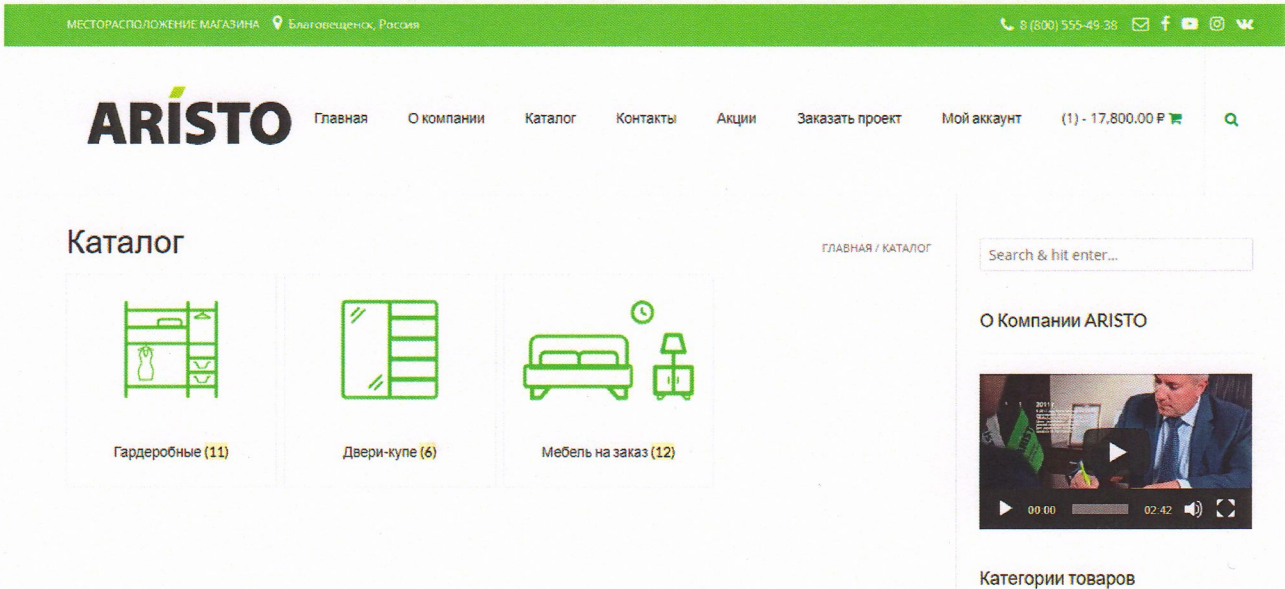 МЕСТОРАСПОЛОЖЕНИЕ МАГАЗИНА Благовещенск, Россия 8 (800) 555-49-38
ARÍSTO Главная О компании Каталог Контакты Акции Заказать проект Мой аккаунт (1) - 17,800.00 ₽
Каталог
ГЛАВНАЯ / КАТАЛОГ
Гардеробные (11) Двери-купе (6) Мебель на заказ (12)
Search & hit enter...
О Компании ARISTO
2011 г
ARISTO
00:00 02:42
Категории товаров